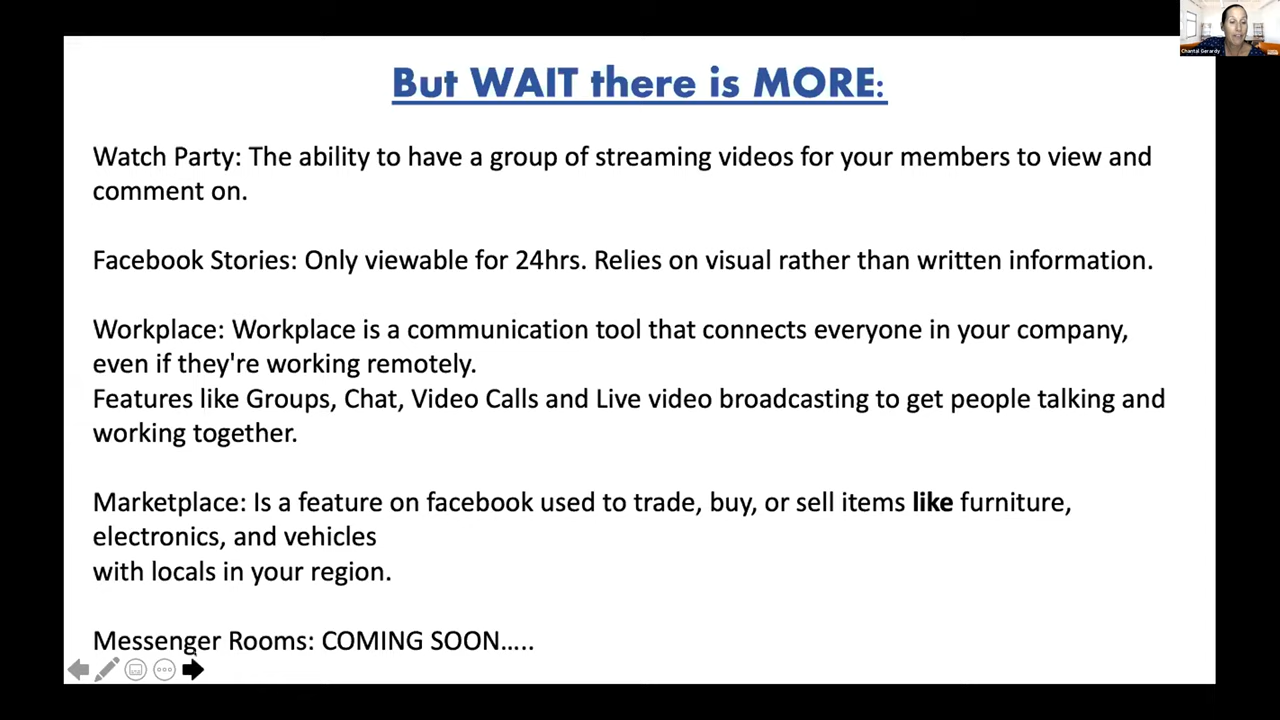 But WAIT there is MORE:
Watch Party: The ability to have a group of streaming videos for your members to view and
comment on.
Facebook Stories: Only viewable for 24hrs. Relies on visual rather than written information.
Workplace: Workplace is a communication tool that connects everyone in your company,
even if they're working remotely.
Features like Groups, Chat, Video Calls and Live video broadcasting to get people talking and
working together.
Marketplace: Is a feature on facebook used to trade, buy, or sell items like furniture,
electronics, and vehicles
with locals in your region.
Messenger Rooms: COMING SOON.....
Chantal Gerardy